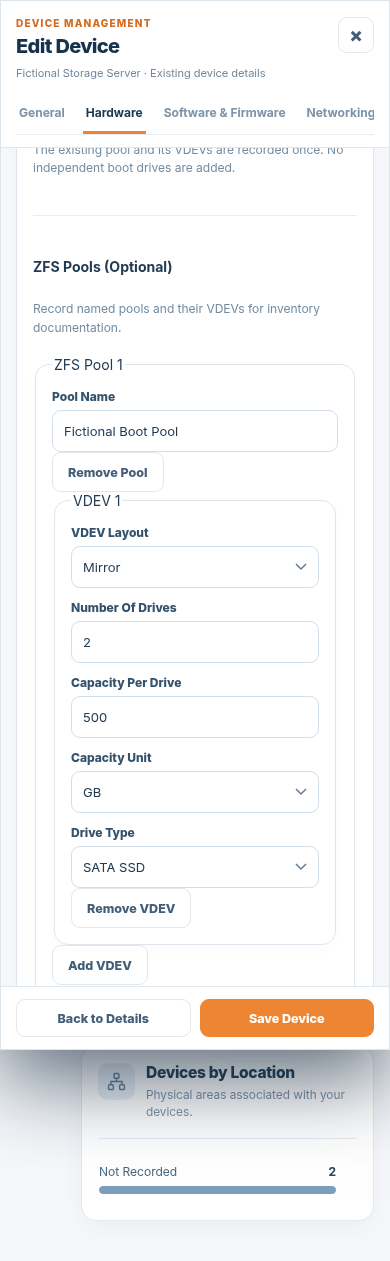 DEVICE MANAGEMENT
Edit Device
Fictional Storage Server · Existing device details
General Hardware Software & Firmware Networking
The existing pool and its VDEVs are recorded once. No
independent boot drives are added.
ZFS Pools (Optional)
Record named pools and their VDEVs for inventory
documentation.
ZFS Pool 1
Pool Name
Fictional Boot Pool
Remove Pool
VDEV 1
VDEV Layout
Mirror
Number Of Drives
2
Capacity Per Drive
500
Capacity Unit
GB
Drive Type
SATA SSD
Remove VDEV
Add VDEV
Back to Details Save Device
Devices by Location
Physical areas associated with your
devices.
Not Recorded 2